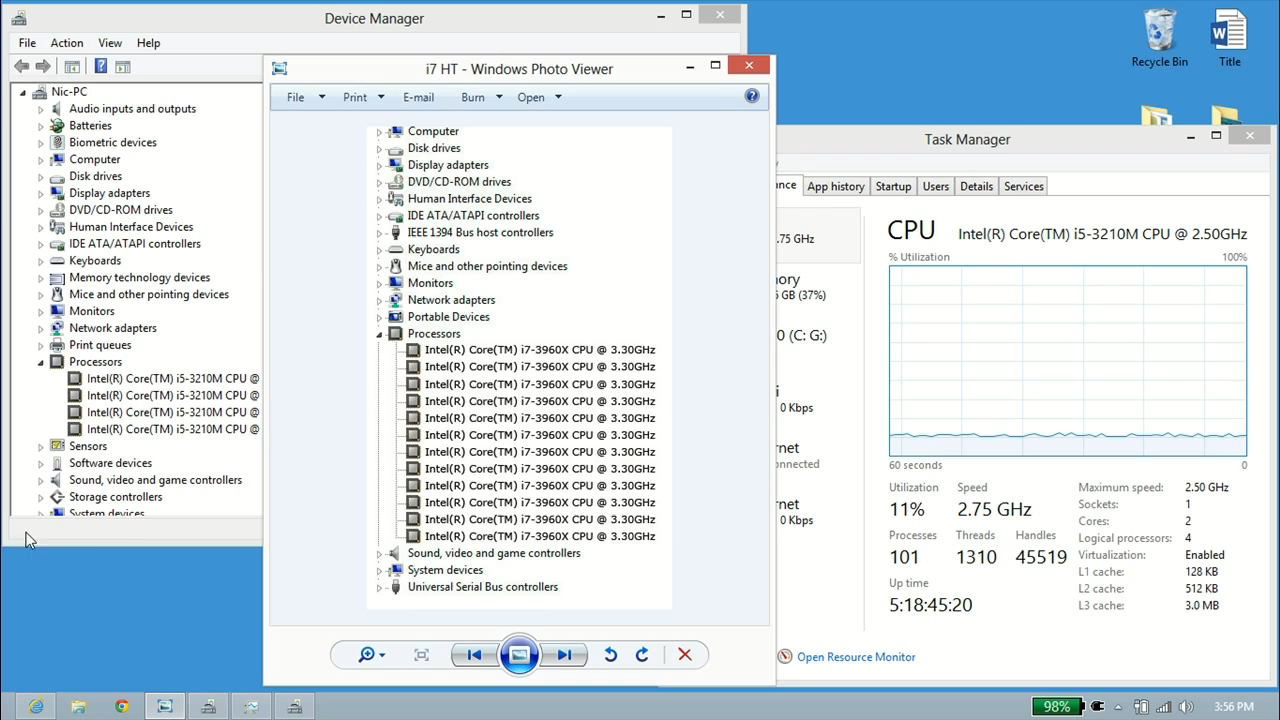 Device Manager
File Action View Help
Nic-PC
Audio inputs and outputs
Batteries
Biometric devices
Computer
Disk drives
Display adapters
DVD/CD-ROM drives
Human Interface Devices
IDE ATA/ATAPI controllers
Keyboards
Memory technology devices
Mice and other pointing devices
Monitors
Network adapters
Print queues
Processors
Intel(R) Core(TM) i5-3210M CPU @
Intel(R) Core(TM) i5-3210M CPU @
Intel(R) Core(TM) i5-3210M CPU @
Intel(R) Core(TM) i5-3210M CPU @
Sensors
Software devices
Sound, video and game controllers
Storage controllers
System devices
i7 HT - Windows Photo Viewer
File Print E-mail Burn Open
Computer
Disk drives
Display adapters
DVD/CD-ROM drives
Human Interface Devices
IDE ATA/ATAPI controllers
IEEE 1394 Bus host controllers
Keyboards
Mice and other pointing devices
Monitors
Network adapters
Portable Devices
Processors
Intel(R) Core(TM) i7-3960X CPU @ 3.30GHz
Intel(R) Core(TM) i7-3960X CPU @ 3.30GHz
Intel(R) Core(TM) i7-3960X CPU @ 3.30GHz
Intel(R) Core(TM) i7-3960X CPU @ 3.30GHz
Intel(R) Core(TM) i7-3960X CPU @ 3.30GHz
Intel(R) Core(TM) i7-3960X CPU @ 3.30GHz
Intel(R) Core(TM) i7-3960X CPU @ 3.30GHz
Intel(R) Core(TM) i7-3960X CPU @ 3.30GHz
Intel(R) Core(TM) i7-3960X CPU @ 3.30GHz
Intel(R) Core(TM) i7-3960X CPU @ 3.30GHz
Intel(R) Core(TM) i7-3960X CPU @ 3.30GHz
Intel(R) Core(TM) i7-3960X CPU @ 3.30GHz
Sound, video and game controllers
System devices
Universal Serial Bus controllers
Recycle Bin
Title
Task Manager
nce App history Startup Users Details Services
.75 GHz
ory
GB (37%)
0 (C: G:)
i
0 Kbps
ernet
onnected
ernet
0 Kbps
CPU Intel(R) Core(TM) i5-3210M CPU @ 2.50GHz
% Utilization 100%
60 seconds 0
Utilization Speed
11% 2.75 GHz
Processes Threads Handles
101 1310 45519
Up time
5:18:45:20
Maximum speed: 2.50 GHz
Sockets: 1
Cores: 2
Logical processors: 4
Virtualization: Enabled
L1 cache: 128 KB
L2 cache: 512 KB
L3 cache: 3.0 MB
Open Resource Monitor
98% 3:56 PM